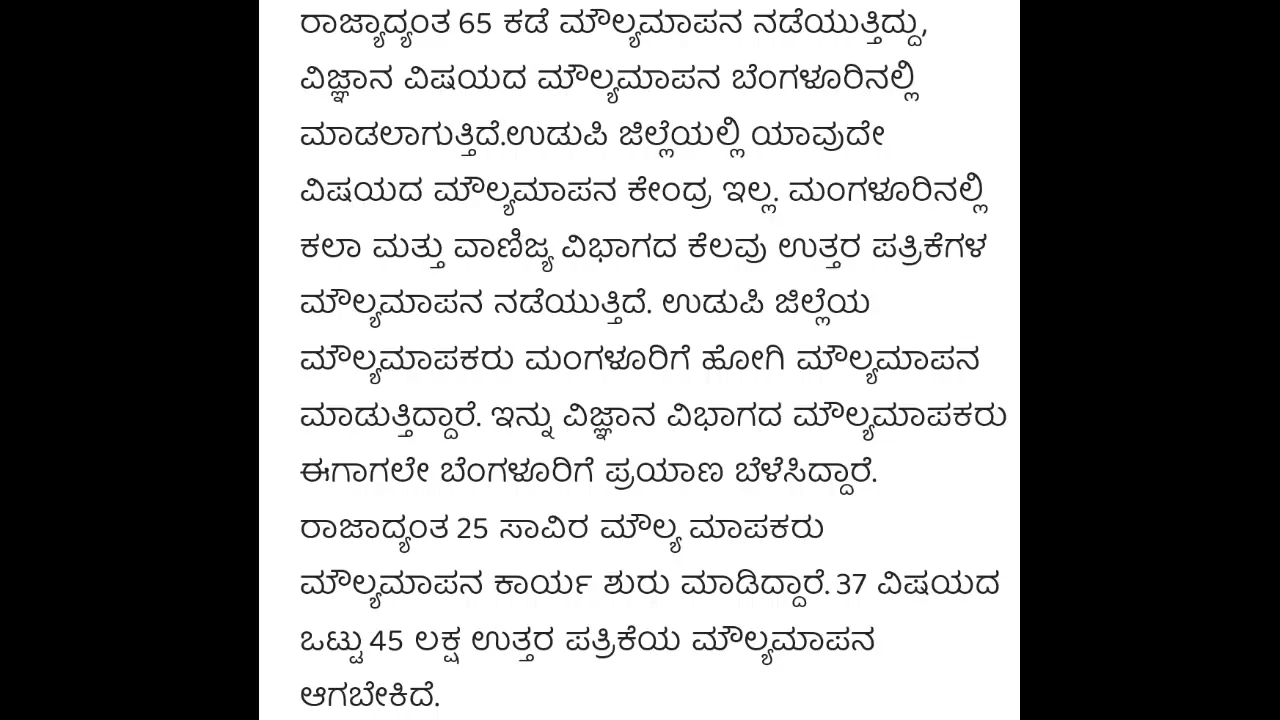 ರಾಜ್ಯಾದ್ಯಂತ 65 ಕಡೆ ಮೌಲ್ಯಮಾಪನ ನಡೆಯುತ್ತಿದ್ದು,
ವಿಜ್ಞಾನ ವಿಷಯದ ಮೌಲ್ಯಮಾಪನ ಬೆಂಗಳೂರಿನಲ್ಲಿ
ಮಾಡಲಾಗುತ್ತಿದೆ.ಉಡುಪಿ ಜಿಲ್ಲೆಯಲ್ಲಿ ಯಾವುದೇ
ವಿಷಯದ ಮೌಲ್ಯಮಾಪನ ಕೇಂದ್ರ ಇಲ್ಲ. ಮಂಗಳೂರಿನಲ್ಲಿ
ಕಲಾ ಮತ್ತು ವಾಣಿಜ್ಯ ವಿಭಾಗದ ಕೆಲವು ಉತ್ತರ ಪತ್ರಿಕೆಗಳ
ಮೌಲ್ಯಮಾಪನ ನಡೆಯುತ್ತಿದೆ. ಉಡುಪಿ ಜಿಲ್ಲೆಯ
ಮೌಲ್ಯಮಾಪಕರು ಮಂಗಳೂರಿಗೆ ಹೋಗಿ ಮೌಲ್ಯಮಾಪನ
ಮಾಡುತ್ತಿದ್ದಾರೆ. ಇನ್ನು ವಿಜ್ಞಾನ ವಿಭಾಗದ ಮೌಲ್ಯಮಾಪಕರು
ಈಗಾಗಲೇ ಬೆಂಗಳೂರಿಗೆ ಪ್ರಯಾಣ ಬೆಳೆಸಿದ್ದಾರೆ.
ರಾಜಾದ್ಯಂತ 25 ಸಾವಿರ ಮೌಲ್ಯ ಮಾಪಕರು
ಮೌಲ್ಯಮಾಪನ ಕಾರ್ಯ ಶುರು ಮಾಡಿದ್ದಾರೆ. 37 ವಿಷಯದ
ಒಟ್ಟು 45 ಲಕ್ಷ ಉತ್ತರ ಪತ್ರಿಕೆಯ ಮೌಲ್ಯಮಾಪನ
ಆಗಬೇಕಿದೆ.